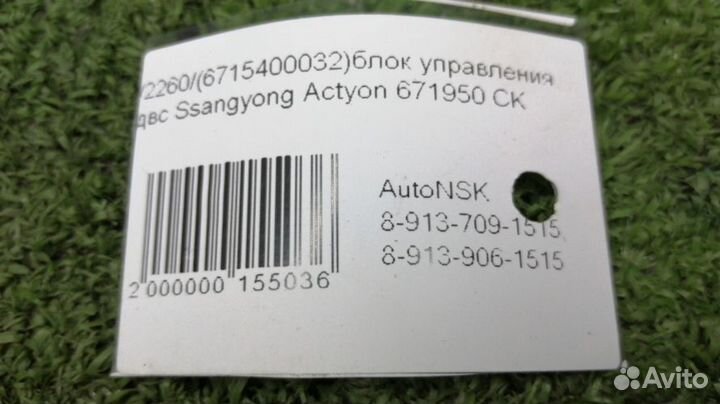 /2260/(6715400032)блок управления
двс Ssangyong Actyon 671950 СК
AutoNSK
8-913-709-1515
8-913-906-1515
2 000000 155036
Avito